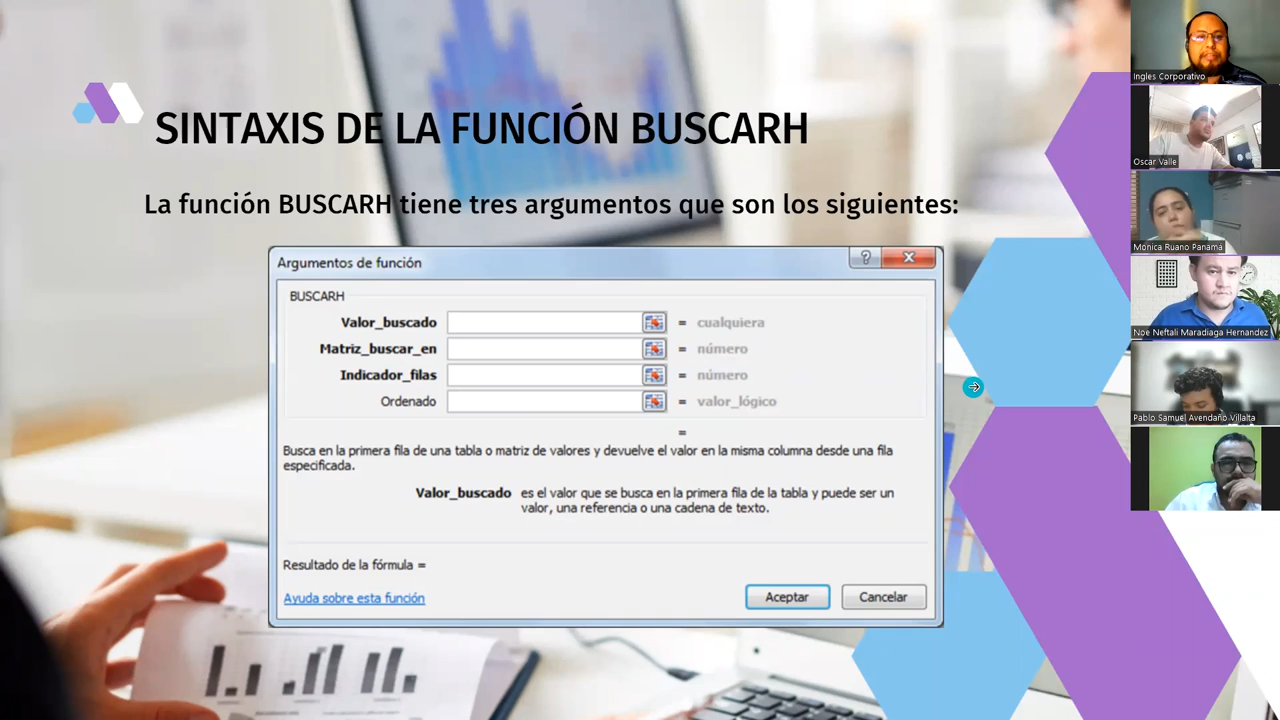 SINTAXIS DE LA FUNCIÓN BUSCARH
La función BUSCARH tiene tres argumentos que son los siguientes:
Argumentos de función
?
BUSCARH
Valor_buscado = cualquiera
Matriz_buscar_en = número
Indicador_filas = número
Ordenado = valor_lógico
=
Busca en la primera fila de una tabla o matriz de valores y devuelve el valor en la misma columna desde una fila
especificada.
Valor_buscado es el valor que se busca en la primera fila de la tabla y puede ser un
valor, una referencia o una cadena de texto.
Resultado de la fórmula =
Ayuda sobre esta función
Aceptar
Cancelar
Ingles Corporativo
Oscar Valle
Monica Ruano Panamá
Noe Neftali Maradiaga Hernandez
Pablo Samuel Avendaño Villalta